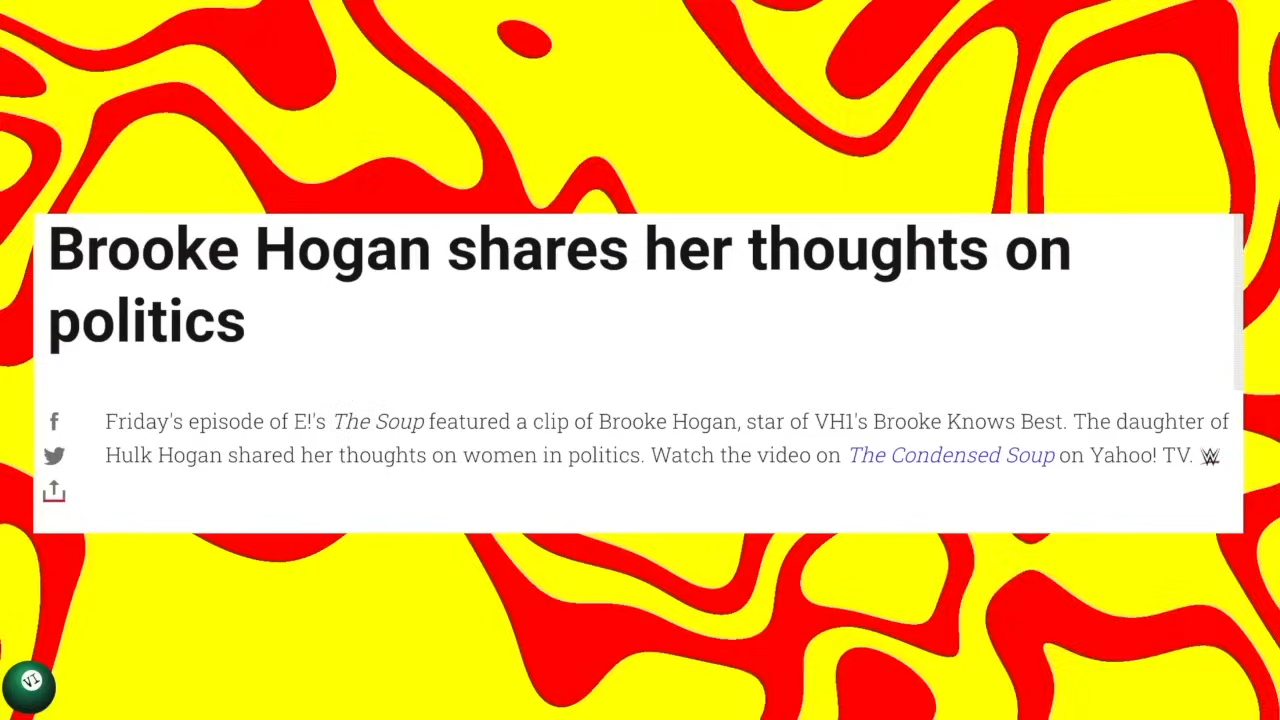 Brooke Hogan shares her thoughts on
politics
Friday's episode of E!'s The Soup featured a clip of Brooke Hogan, star of VH1's Brooke Knows Best. The daughter of
Hulk Hogan shared her thoughts on women in politics. Watch the video on The Condensed Soup on Yahoo! TV.
VI